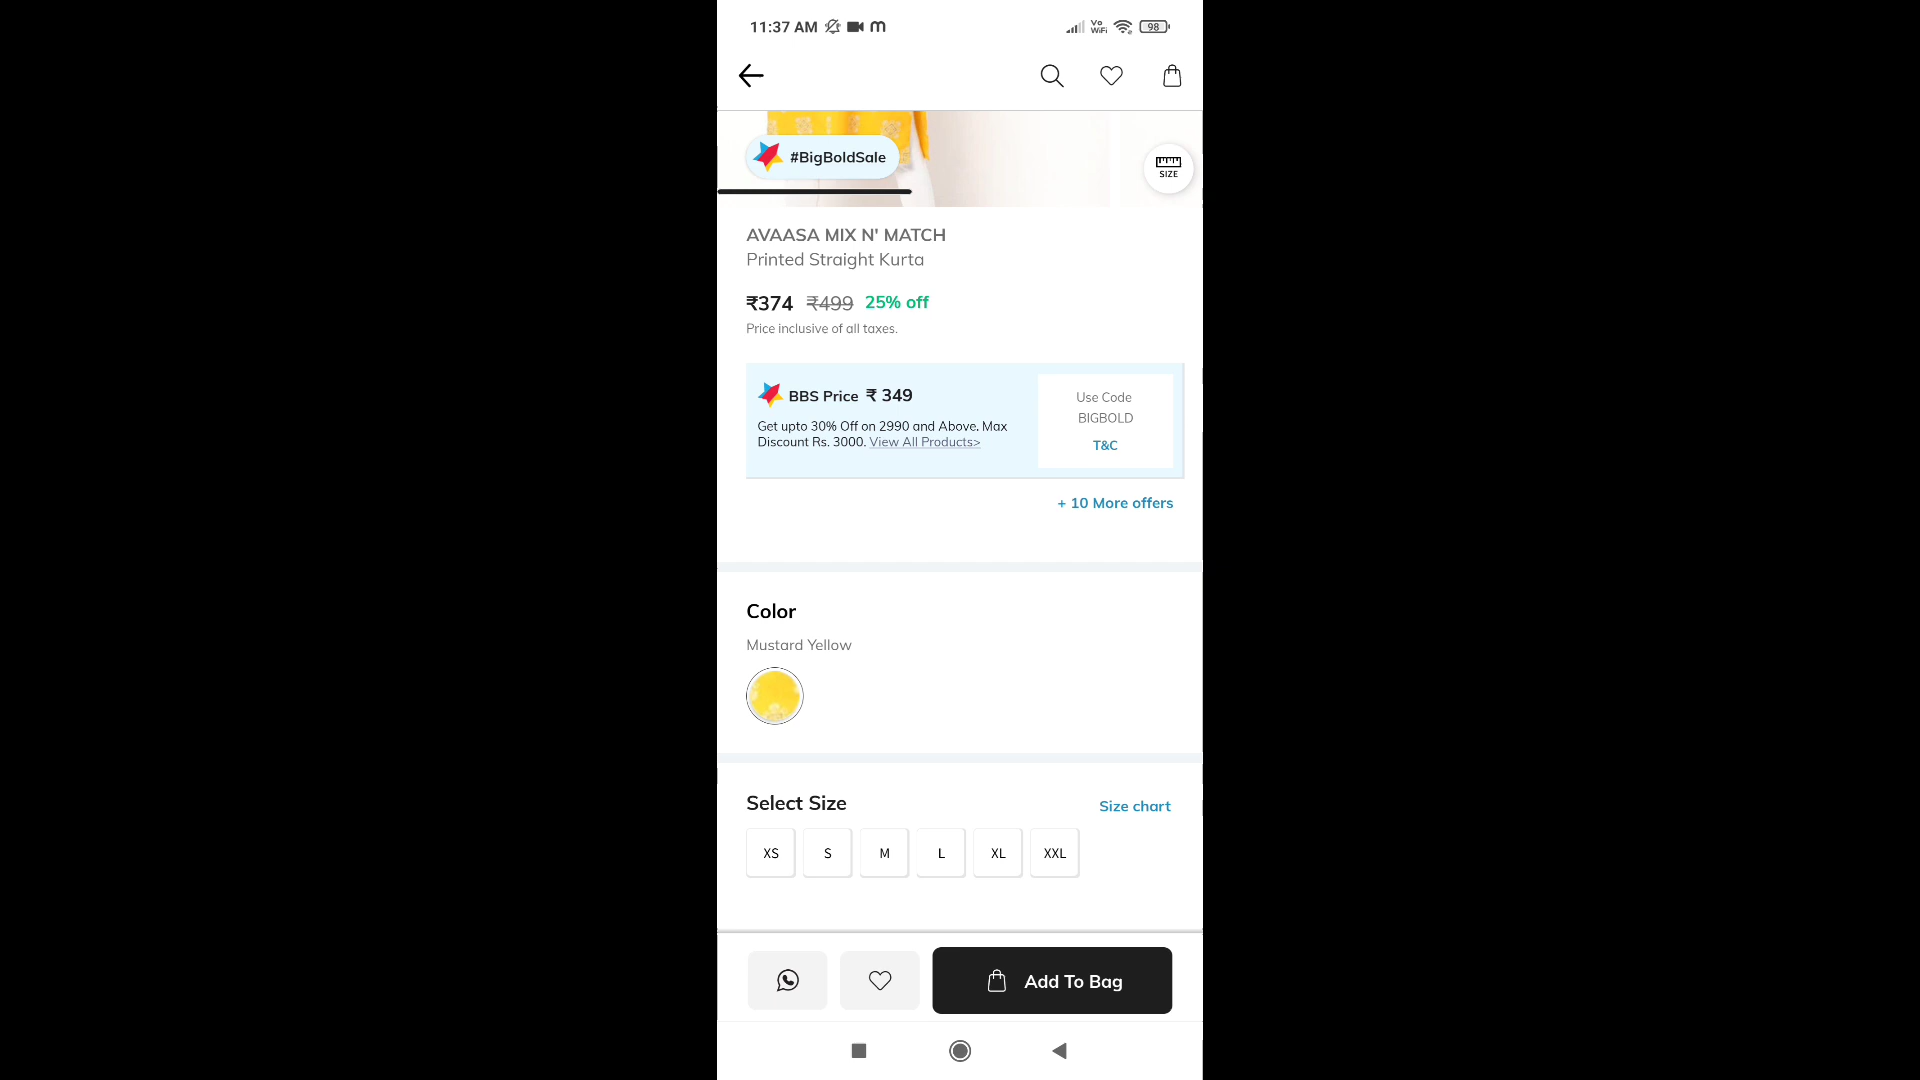 11:37 AM
Vo
WiFi
98
#BigBoldSale
SIZE
AVAASA MIX N' MATCH
Printed Straight Kurta
₹374 ₹499 25% off
Price inclusive of all taxes.
BBS Price ₹ 349
Get upto 30% Off on 2990 and Above. Max
Discount Rs. 3000. View All Products>
Use Code
BIGBOLD
T&C
+ 10 More offers
Color
Mustard Yellow
Select Size
Size chart
XS S M L XL XXL
Add To Bag